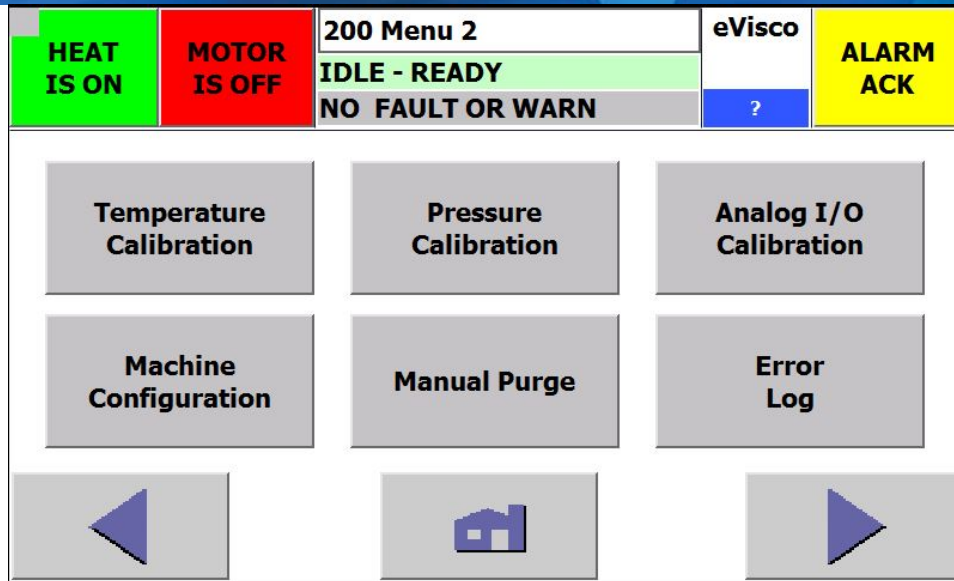 HEAT
IS ON
MOTOR
IS OFF
200 Menu 2
IDLE - READY
NO FAULT OR WARN
eVisco
?
ALARM
ACK
Temperature
Calibration
Pressure
Calibration
Analog I/O
Calibration
Machine
Configuration
Manual Purge
Error
Log